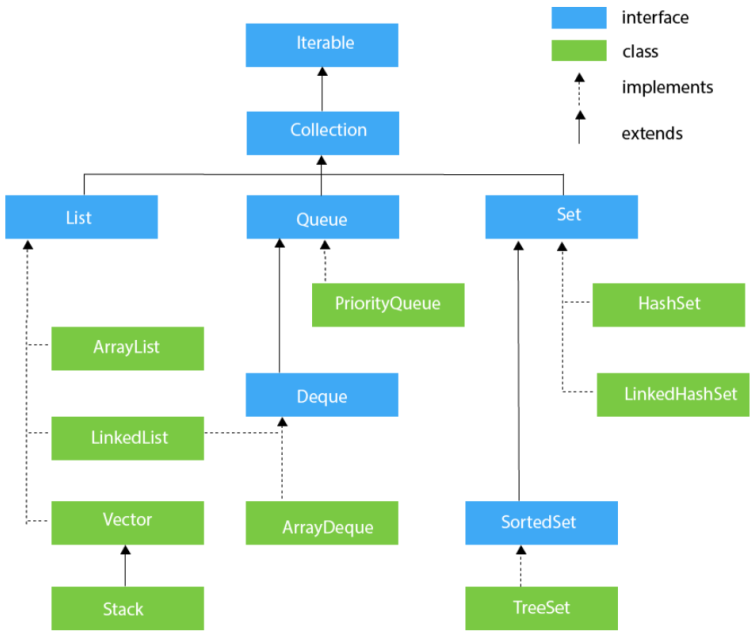 interface
Iterable
class
implements
Collection
extends
List
Queue
Set
PriorityQueue
HashSet
ArrayList
Deque
LinkedHashSet
LinkedList
Vector
ArrayDeque
SortedSet
Stack
TreeSet